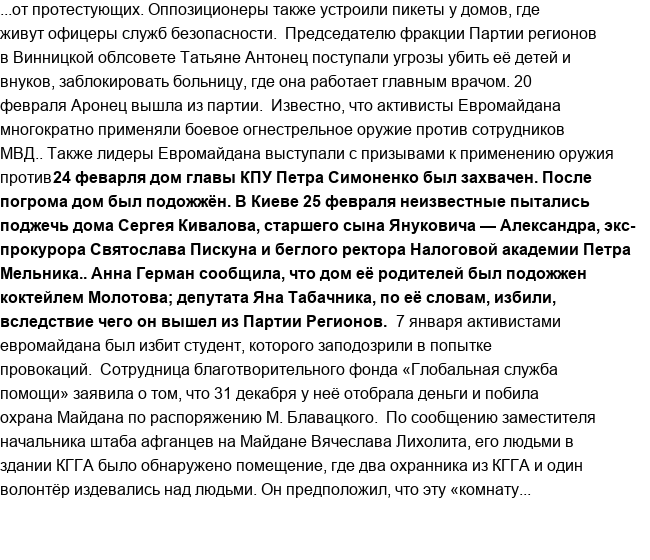 ...от протестующих. Оппозиционеры также устроили пикеты у домов, где
живут офицеры служб безопасности.  Председателю фракции Партии регионов
в Винницкой облсовете Татьяне Антонец поступали угрозы убить её детей и
внуков, заблокировать больницу, где она работает главным врачом. 20
февраля Аронец вышла из партии.  Известно, что активисты Евромайдана
многократно применяли боевое огнестрельное оружие против сотрудников
МВД.. Также лидеры Евромайдана выступали с призывами к применению оружия
против24 феварля дом главы КПУ Петра Симоненко был захвачен. После
погрома дом был подожжён. В Киеве 25 февраля неизвестные пытались
поджечь дома Сергея Кивалова, старшего сына Януковича — Александра, экс-
прокурора Святослава Пискуна и беглого ректора Налоговой академии Петра
Мельника.. Анна Герман сообщила, что дом её родителей был подожжен
коктейлем Молотова; депутата Яна Табачника, по её словам, избили,
вследствие чего он вышел из Партии Регионов.  7 января активистами
евромайдана был избит студент, которого заподозрили в попытке
провокаций.  Сотрудница благотворительного фонда «Глобальная служба
помощи» заявила о том, что 31 декабря у неё отобрала деньги и побила
охрана Майдана по распоряжению М. Блавацкого.  По сообщению заместителя
начальника штаба афганцев на Майдане Вячеслава Лихолита, его людьми в
здании КГГА было обнаружено помещение, где два охранника из КГГА и один
волонтёр издевались над людьми. Он предположил, что эту «комнату...